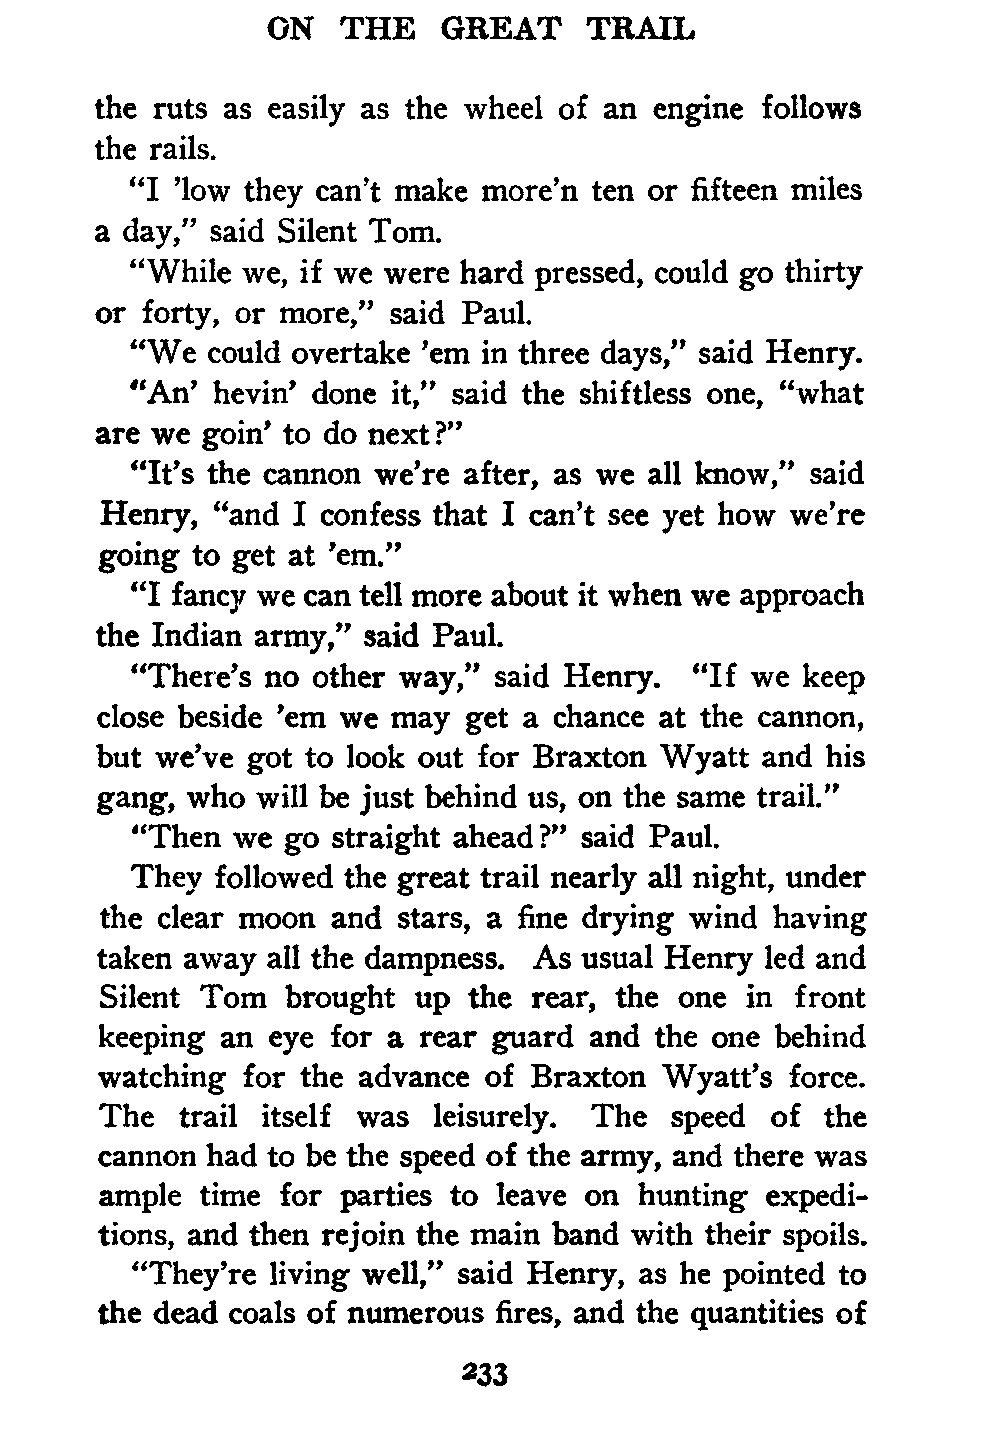 ON THE GREAT TRAIL
the ruts as easily as the wheel of an engine follows
the rails.
“I ’low they can’t make more’n ten or fifteen miles
a day,” said Silent Tom.
“While we, if we were hard pressed, could go thirty
or forty, or more,” said Paul.
“We could overtake ’em in three days,” said Henry.
“An’ hevin’ done it,” said the shiftless one, “what
are we goin’ to do next?”
“It’s the cannon we’re after, as we all know,” said
Henry, “and I confess that I can’t see yet how we’re
going to get at ’em.”
“I fancy we can tell more about it when we approach
the Indian army,” said Paul.
“There’s no other way,” said Henry. “If we keep
close beside ’em we may get a chance at the cannon,
but we’ve got to look out for Braxton Wyatt and his
gang, who will be just behind us, on the same trail.”
“Then we go straight ahead?” said Paul.
They followed the great trail nearly all night, under
the clear moon and stars, a fine drying wind having
taken away all the dampness. As usual Henry led and
Silent Tom brought up the rear, the one in front
keeping an eye for a rear guard and the one behind
watching for the advance of Braxton Wyatt’s force.
The trail itself was leisurely. The speed of the
cannon had to be the speed of the army, and there was
ample time for parties to leave on hunting expedi-
tions, and then rejoin the main band with their spoils.
“They’re living well,” said Henry, as he pointed to
the dead coals of numerous fires, and the quantities of
233